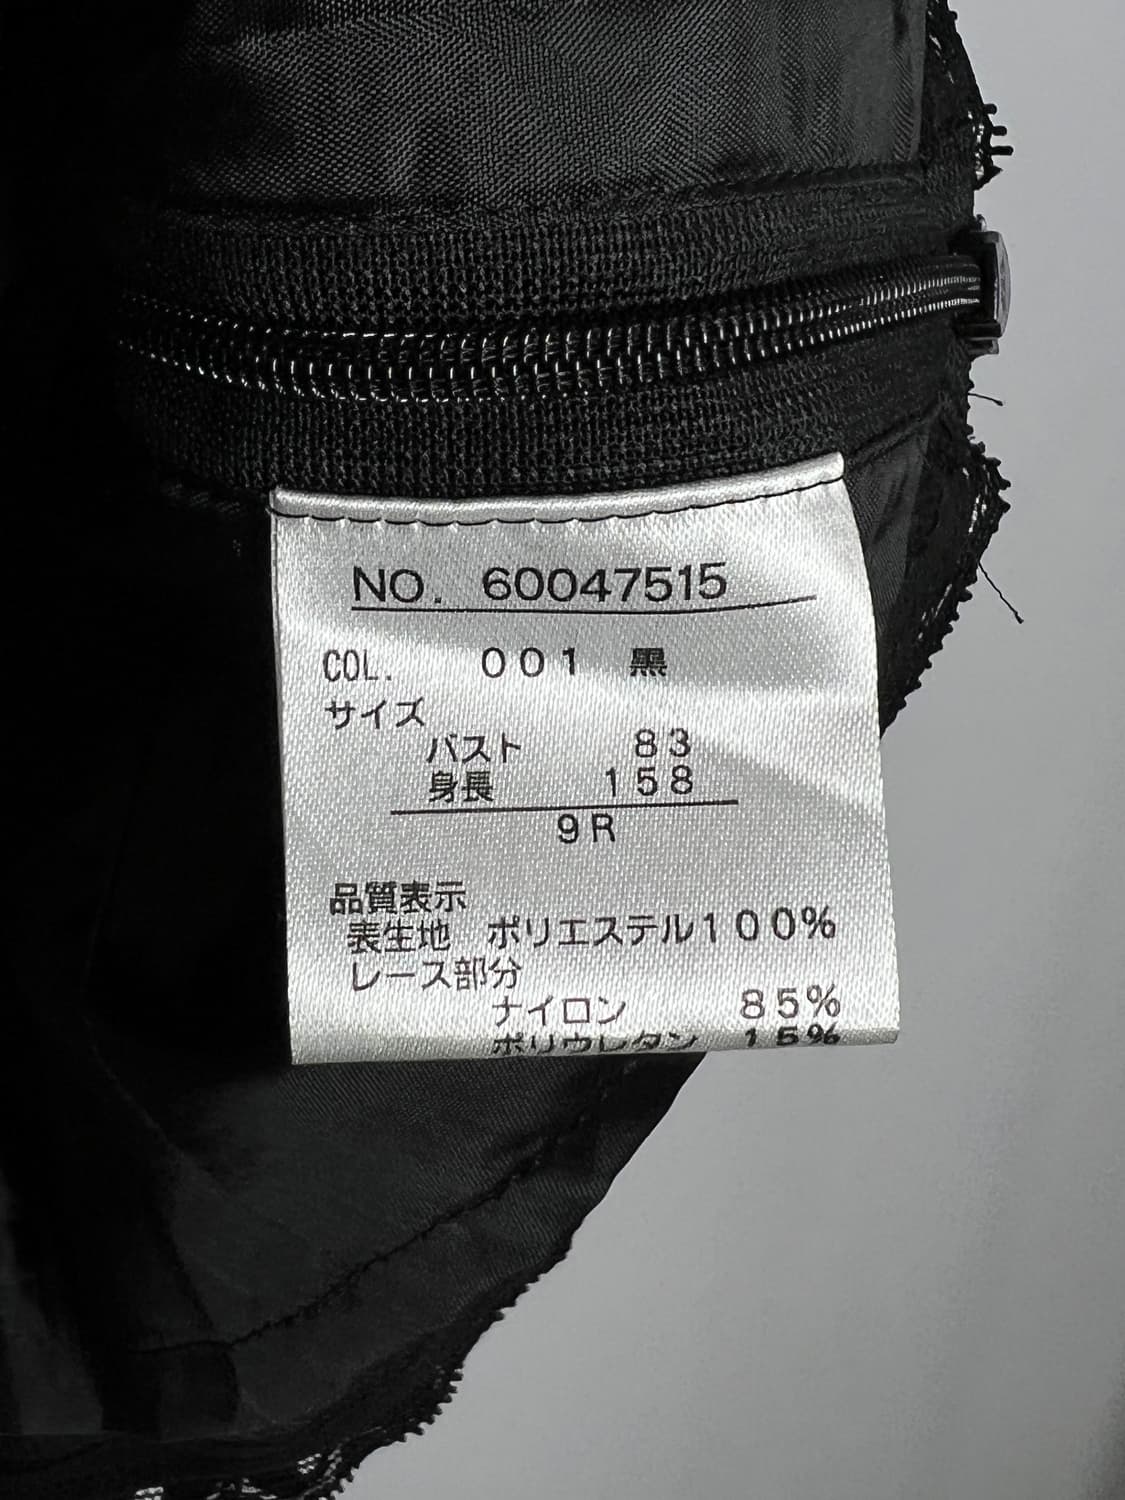 NO. 60047515
COL. 001 黒
サイズ
バスト 83
身長 158
9R
品質表示
表生地 ポリエステル100%
レース部分
ナイロン 85%
ポリウレタン 15%